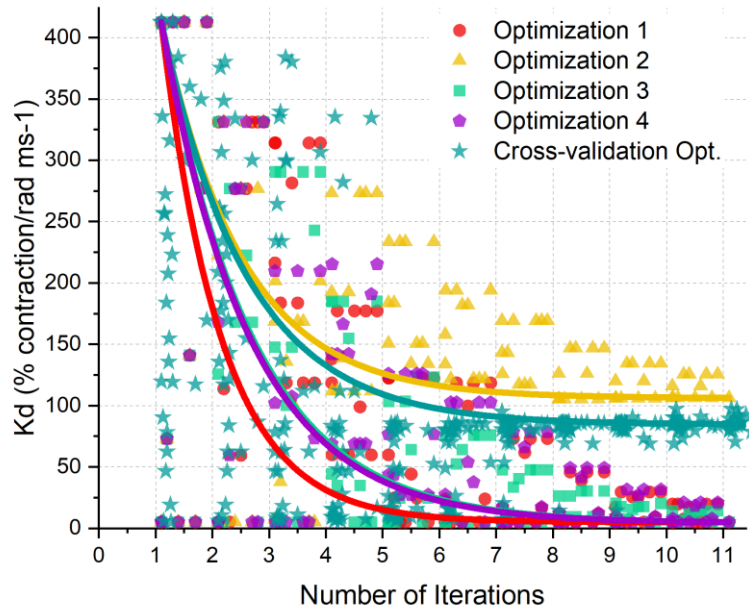 Optimization 1
Optimization 2
Optimization 3
Optimization 4
Cross-validation Opt.
Kd (% contraction/rad ms-1)
400
350
300
250
200
150
100
50
0
0 1 2 3 4 5 6 7 8 9 10 11
Number of Iterations